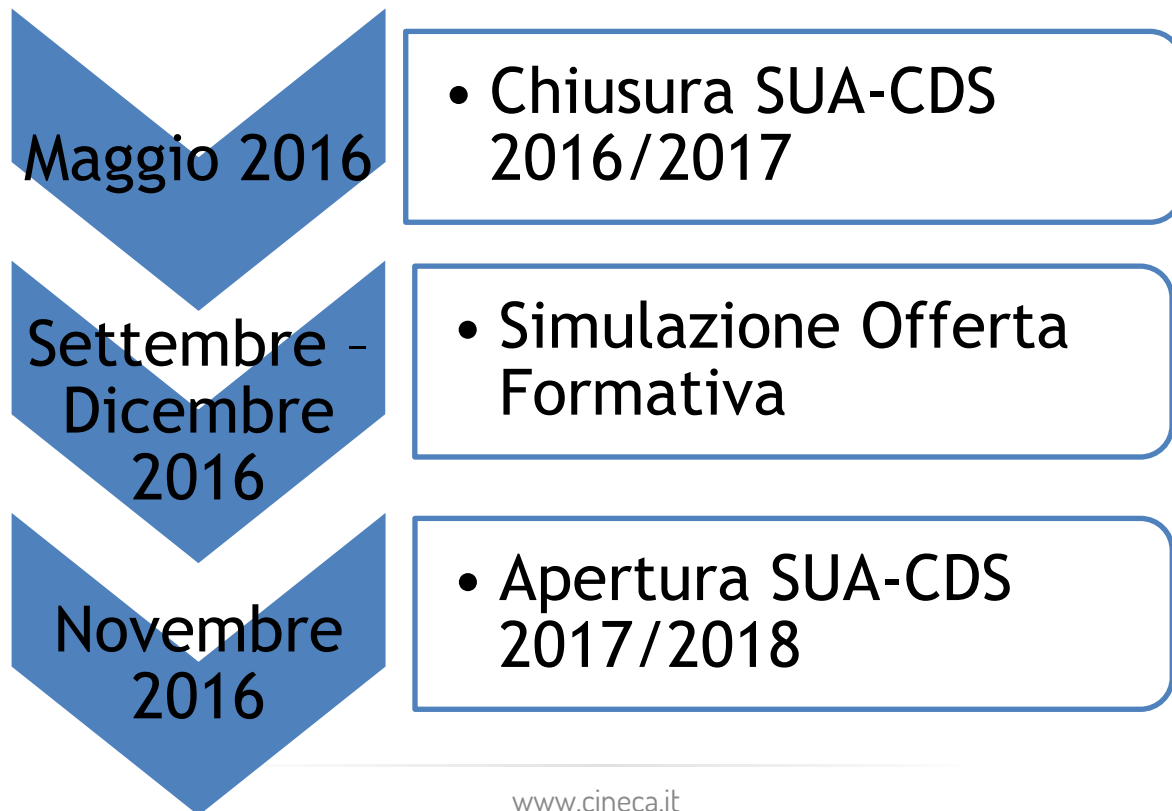 Maggio 2016
• Chiusura SUA-CDS
2016/2017
Settembre –
Dicembre
2016
• Simulazione Offerta
Formativa
Novembre
2016
• Apertura SUA-CDS
2017/2018
www.cineca.it